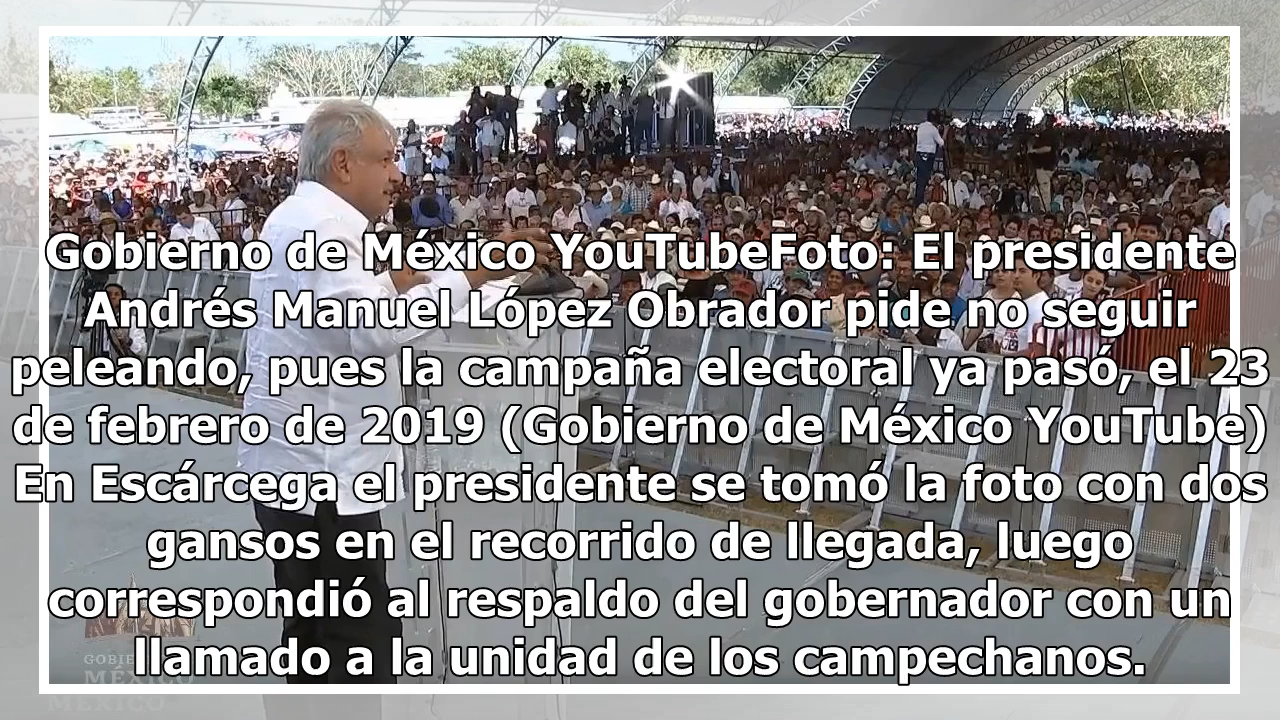 Gobierno de México YouTubeFoto: El presidente
Andrés Manuel López Obrador pide no seguir
peleando, pues la campaña electoral ya pasó, el 23
de febrero de 2019 (Gobierno de México YouTube)
En Escárcega el presidente se tomó la foto con dos
gansos en el recorrido de llegada, luego
correspondió al respaldo del gobernador con un
llamado a la unidad de los campechanos.
MÉXICO
MÉXICO